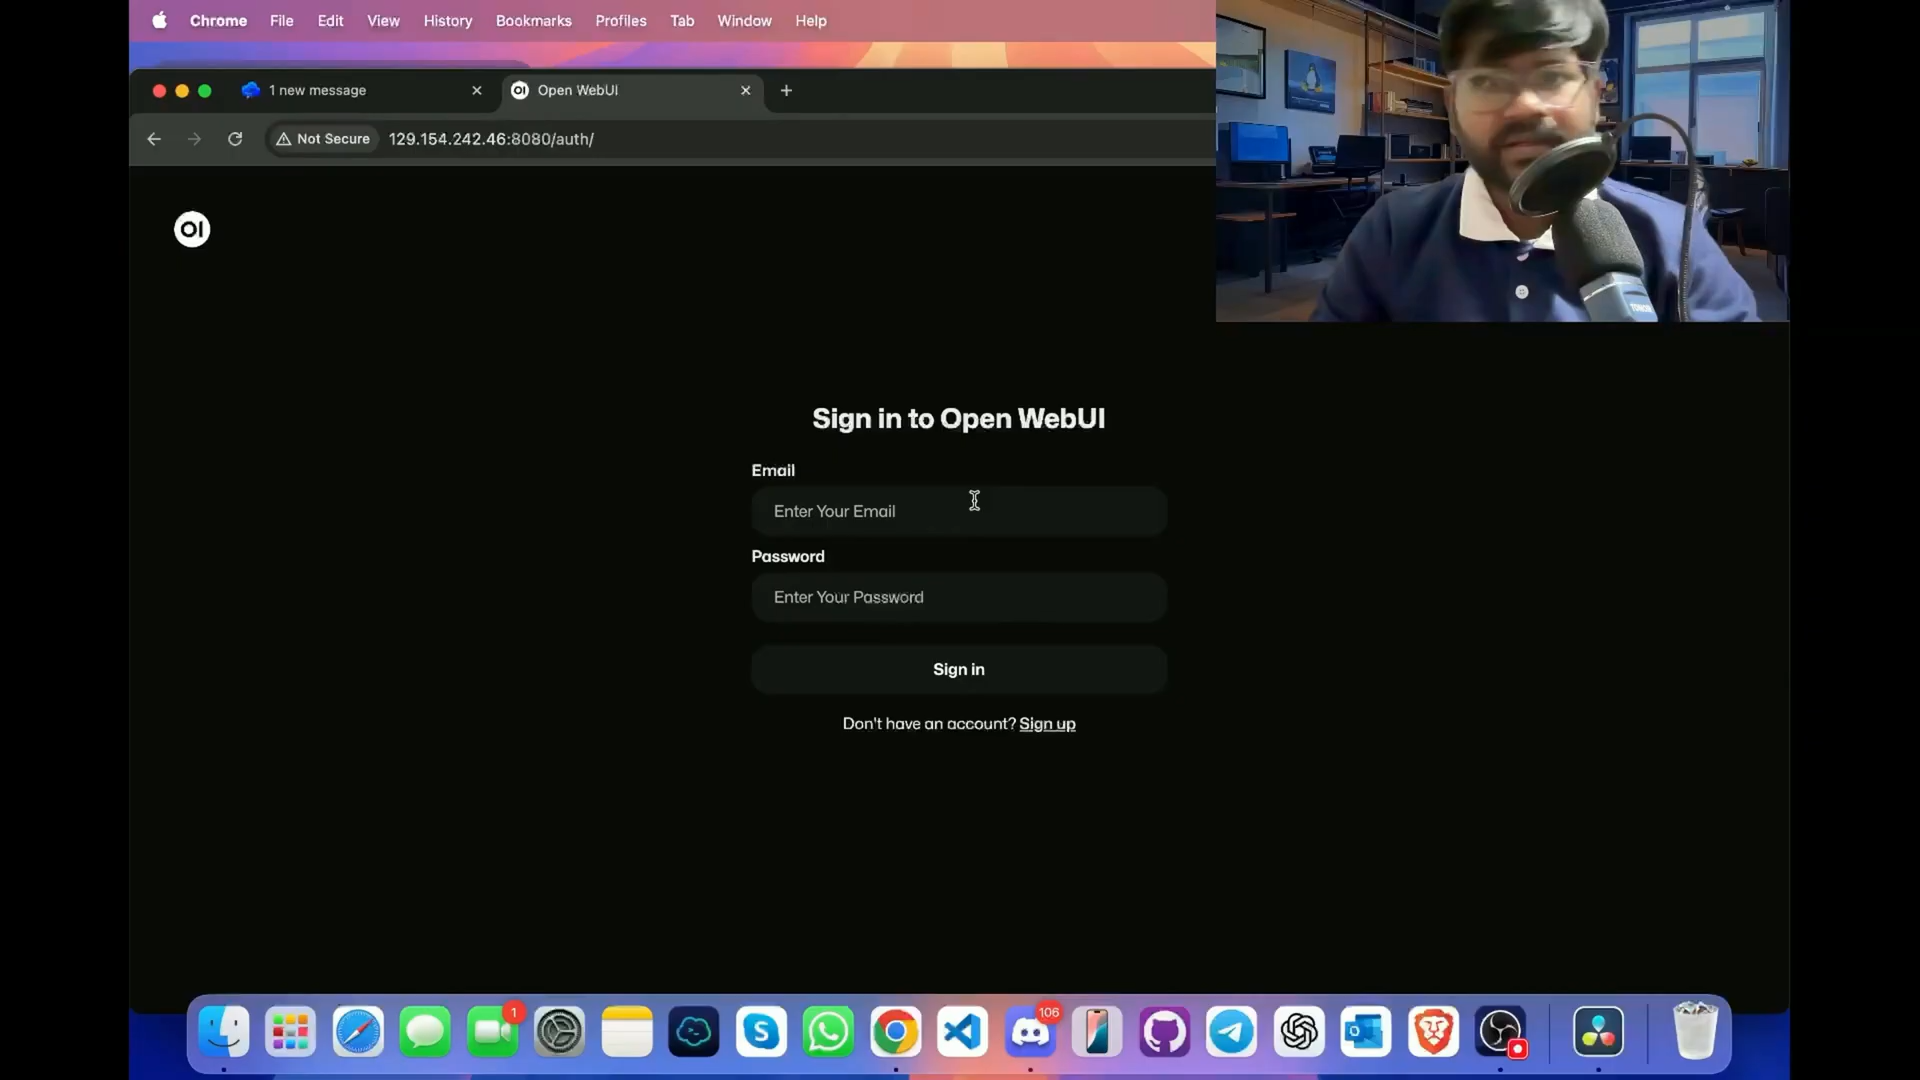 Chrome File Edit View History Bookmarks Profiles Tab Window Help
1 new message
OI Open WebUI
Not Secure 129.154.242.46:8080/auth/
OI
Sign in to Open WebUI
Email
Enter Your Email
Password
Enter Your Password
Sign in
Don't have an account? Sign up
1
106